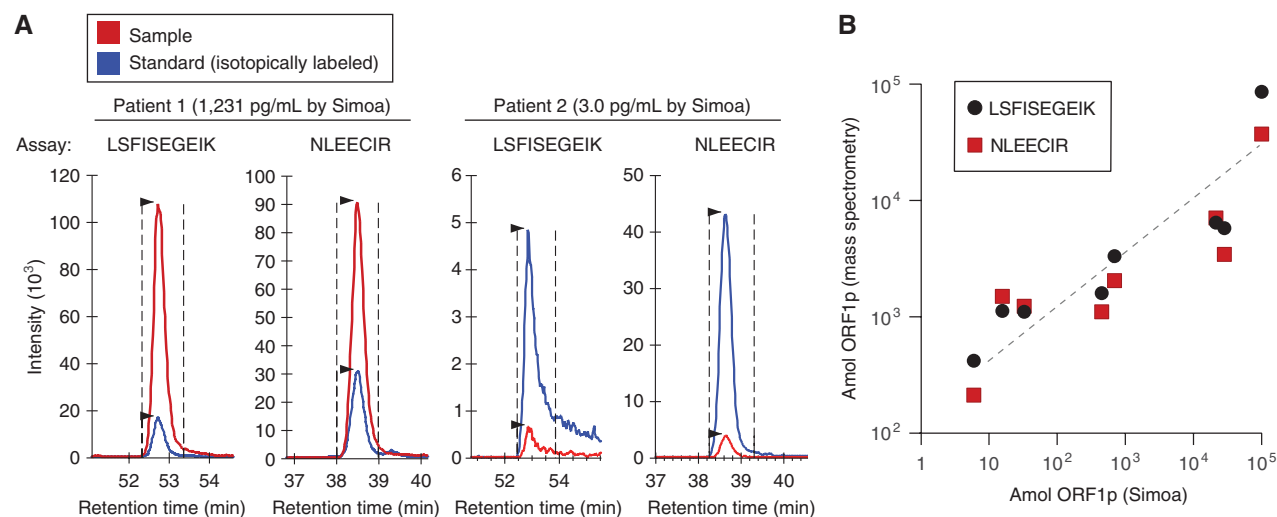 A
Sample
Standard (isotopically labeled)
Patient 1 (1,231 pg/mL by Simoa)
Patient 2 (3.0 pg/mL by Simoa)
Assay:
LSFISEGEIK
NLEECIR
LSFISEGEIK
NLEECIR
Intensity (10³)
120
100
80
60
40
20
0
52
53
54
Retention time (min)
100
90
80
70
60
50
40
30
20
10
0
37
38
39
40
Retention time (min)
6
5
4
3
2
1
0
52
53
54
Retention time (min)
50
40
30
20
10
0
37
38
39
40
Retention time (min)
B
LSFISEGEIK
NLEECIR
Amol ORF1p (mass spectrometry)
10⁵
10⁴
10³
10²
1
10
10²
10³
10⁴
10⁵
Amol ORF1p (Simoa)